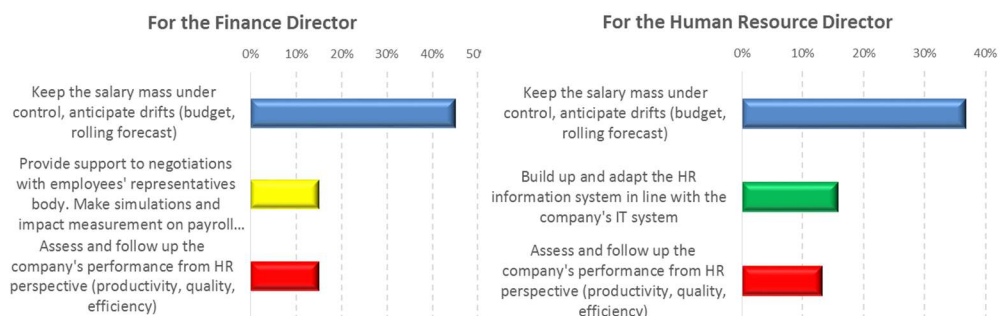 For the Finance Director
0% 10% 20% 30% 40% 50%
Keep the salary mass under
control, anticipate drifts (budget,
rolling forecast)
Provide support to negotiations
with employees' representatives
body. Make simulations and
impact measurement on payroll...
Assess and follow up the
company's performance from HR
perspective (productivity, quality,
efficiency)
For the Human Resource Director
0% 10% 20% 30% 40%
Keep the salary mass under
control, anticipate drifts (budget,
rolling forecast)
Build up and adapt the HR
information system in line with the
company's IT system
Assess and follow up the
company's performance from HR
perspective (productivity, quality,
efficiency)